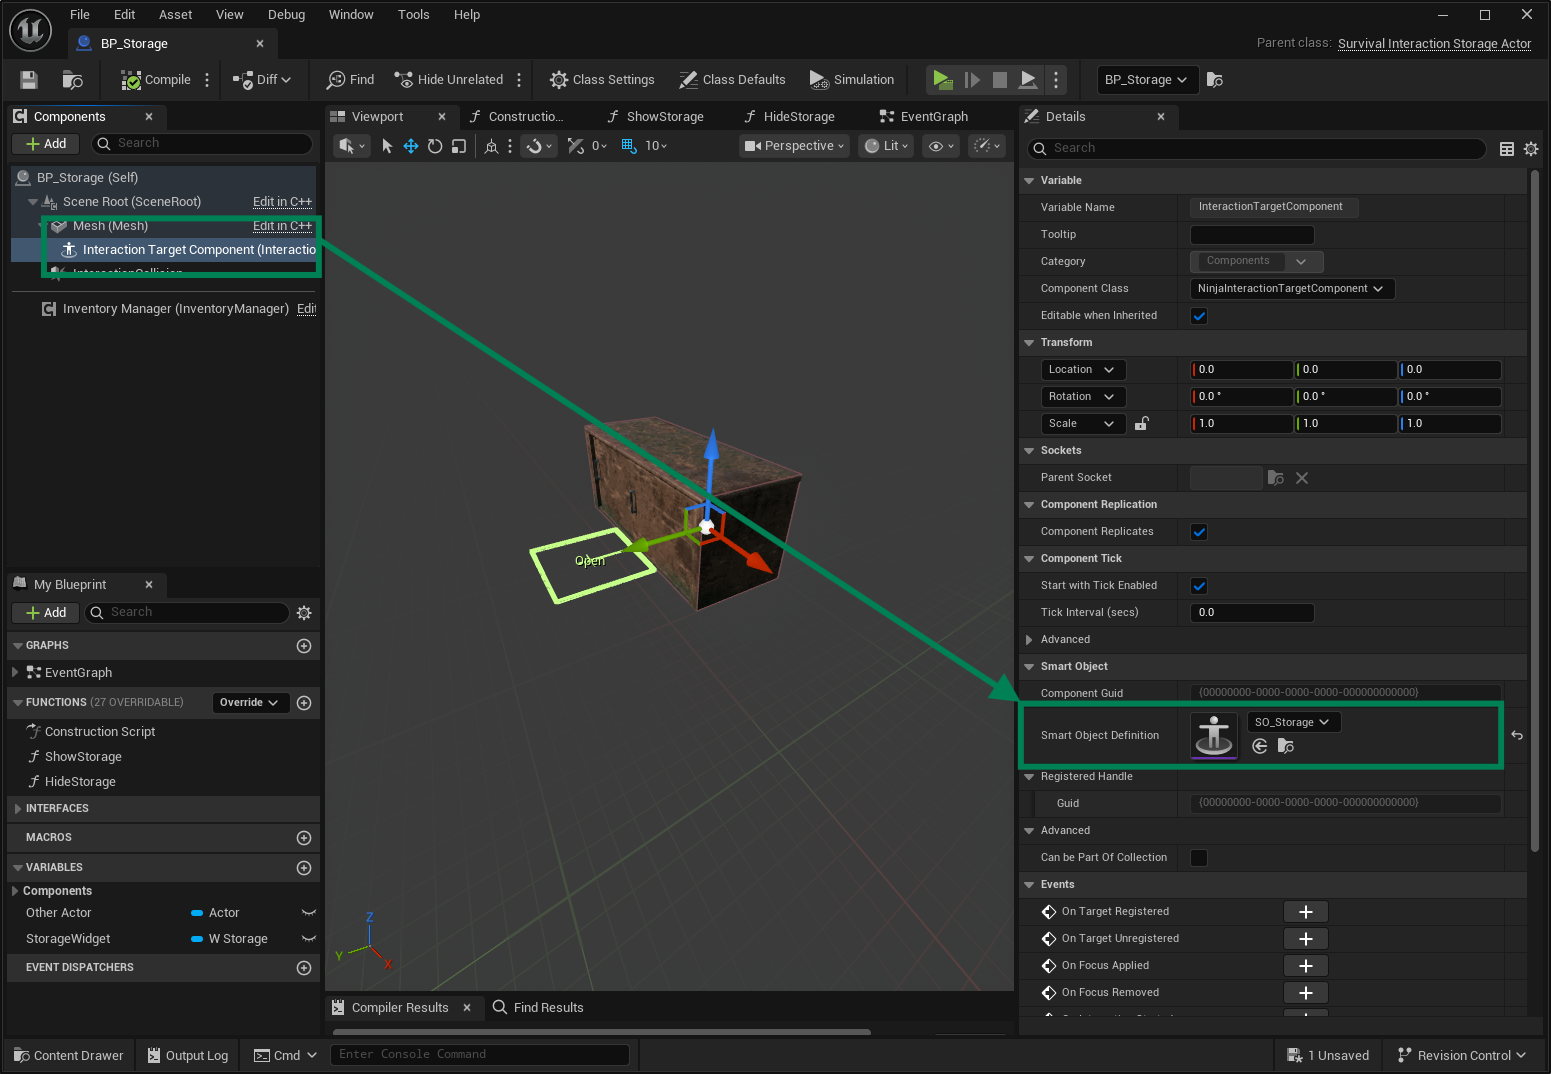 File Edit Asset View Debug Window Tools Help
BP_Storage
Parent class: Survival Interaction Storage Actor
Compile Diff Find Hide Unrelated Class Settings Class Defaults Simulation BP_Storage
Components
Add Search
BP_Storage (Self)
Scene Root (SceneRoot) Edit in C++
Mesh (Mesh) Edit in C++
Interaction Target Component (Interactio
InteractionCollision
Inventory Manager (InventoryManager) Edit
My Blueprint
Add Search
GRAPHS
EventGraph
FUNCTIONS (27 OVERRIDABLE) Override
Construction Script
ShowStorage
HideStorage
INTERFACES
MACROS
VARIABLES
Components
Other Actor Actor
StorageWidget W Storage
EVENT DISPATCHERS
Viewport Constructio... ShowStorage HideStorage EventGraph
0 10 Perspective Lit
Open
Z
Y
X
Compiler Results Find Results
Details
Search
Variable
Variable Name InteractionTargetComponent
Tooltip
Category Components
Component Class NinjaInteractionTargetComponent
Editable when Inherited
Transform
Location 0.0 0.0 0.0
Rotation 0.0 ° 0.0 ° 0.0 °
Scale 1.0 1.0 1.0
Sockets
Parent Socket
Component Replication
Component Replicates
Component Tick
Start with Tick Enabled
Tick Interval (secs) 0.0
Advanced
Smart Object
Component Guid {00000000-0000-0000-0000-000000000000}
Smart Object Definition SO_Storage
Registered Handle
Guid {00000000-0000-0000-0000-000000000000}
Advanced
Can be Part Of Collection
Events
On Target Registered
On Target Unregistered
On Focus Applied
On Focus Removed
Content Drawer Output Log Cmd Enter Console Command 1 Unsaved Revision Control